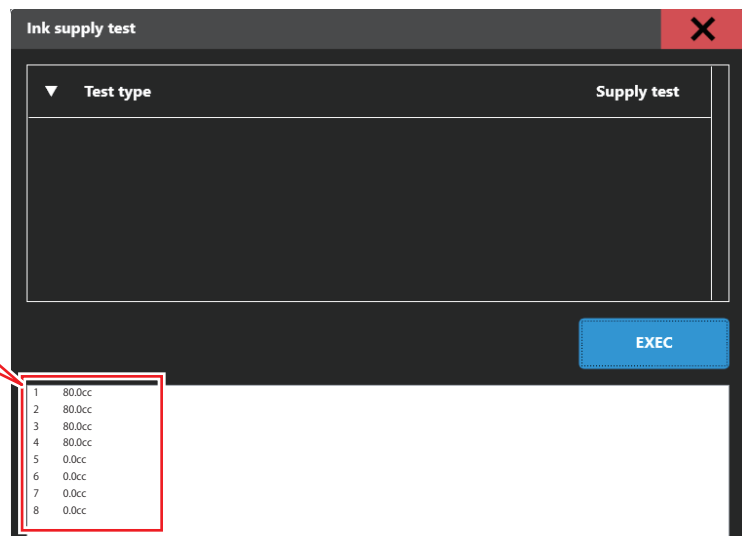 Ink supply test
▼ Test type Supply test
EXEC
1 80.0cc
2 80.0cc
3 80.0cc
4 80.0cc
5 0.0cc
6 0.0cc
7 0.0cc
8 0.0cc